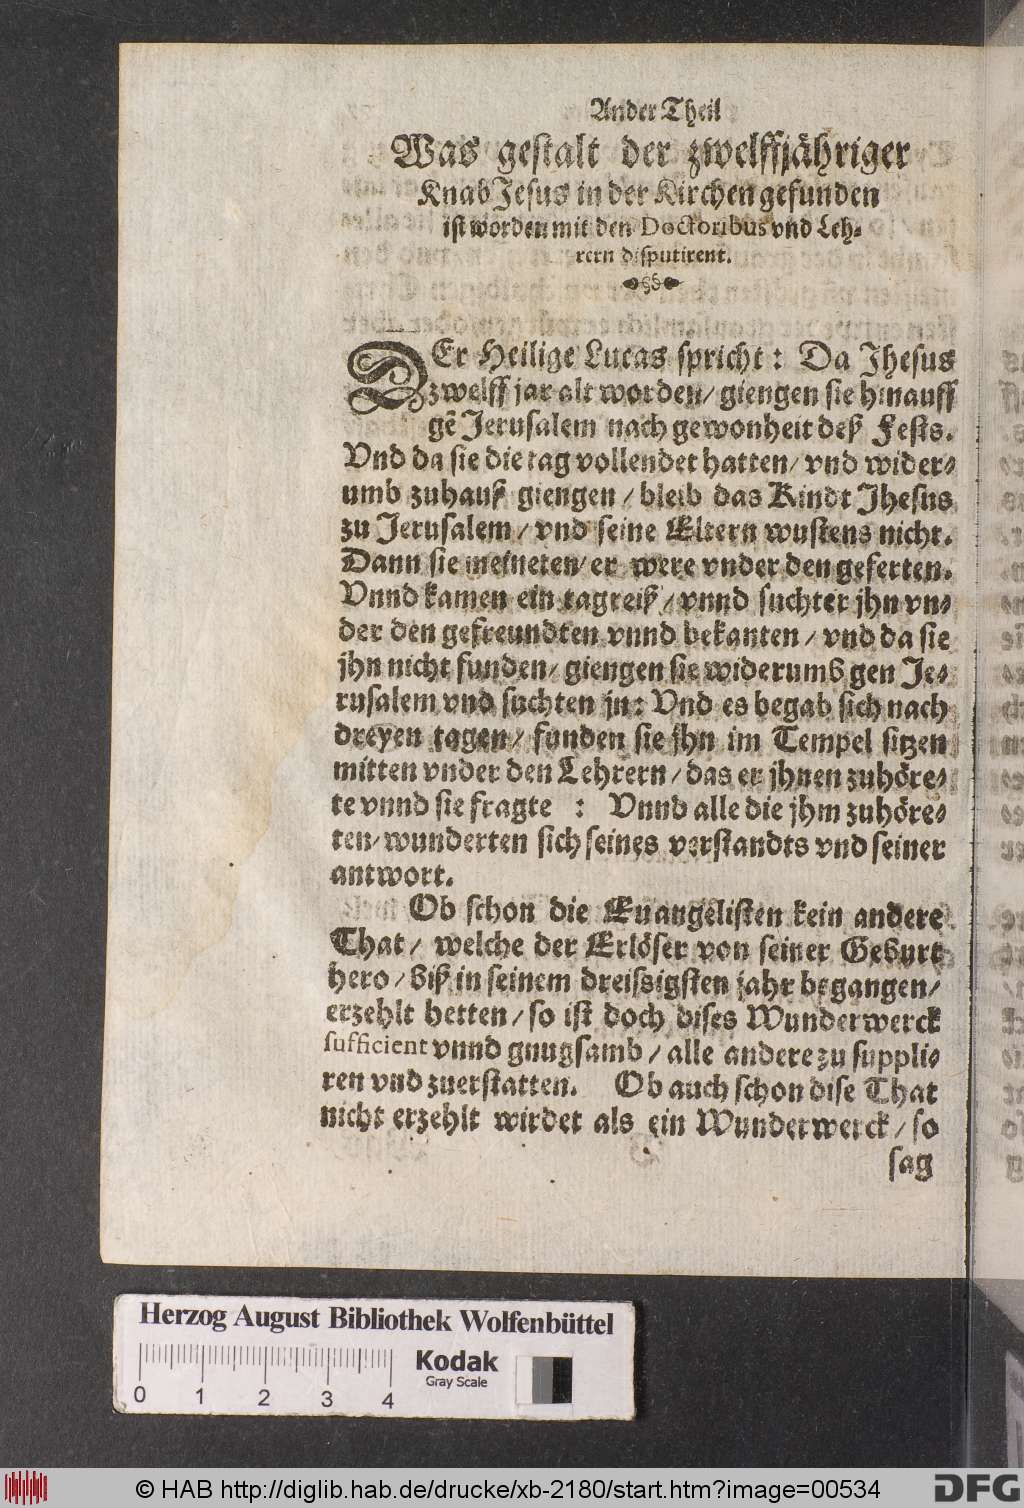 Ander Theil
Was gestalt der zwelffjähriger
Knab Jesus in der Kirchen gefunden
ist worden mit den Doctoribus vnd Leh-
rern disputirent.
DEr Heilige Lucas spricht: Da Jhesus
zwelff jar alt worden/ giengen sie hinauff
gẽ Jerusalem nach gewonheit deß Fests.
Vnd da sie die tag vollendet hatten/ vnd wider-
umb zuhauß giengen/ bleib das Kindt Jhesus
zu Jerusalem/ vnd seine Eltern wustens nicht.
Dann sie meineten/ er were vnder den geferten.
Vnnd kamen ein tagreiß/ vnnd suchter jhn vn-
der den gefreundten vnnd bekanten/ vnd da sie
jhn nicht funden/ giengen sie widerumb gen Je-
rusalem vnd suchten jn: Vnd es begab sich nach
dreyen tagen/ funden sie jhn im Tempel sitzen
mitten vnder den Lehrern/ das er jhnen zuhöre-
te vnnd sie fragte : Vnnd alle die jhm zuhöre-
ten/ wunderten sich seines verstandts vnd seiner
antwort.
Ob schon die Euangelisten kein andere
That/ welche der Erlöser von seiner Geburt
hero/ biß in seinem dreissigsten jahr begangen/
erzehlt hetten/ so ist doch dises Wunderwerck
sufficient vnnd gnugsamb/ alle andere zu suppli-
ren vnd zuerstatten. Ob auch schon dise That
nicht erzehlt wirdet als ein Wunderwerck/ so
sag
Herzog August Bibliothek Wolfenbüttel
Kodak
Gray Scale
0 1 2 3 4
© HAB http://diglib.hab.de/drucke/xb-2180/start.htm?image=00534
DFG